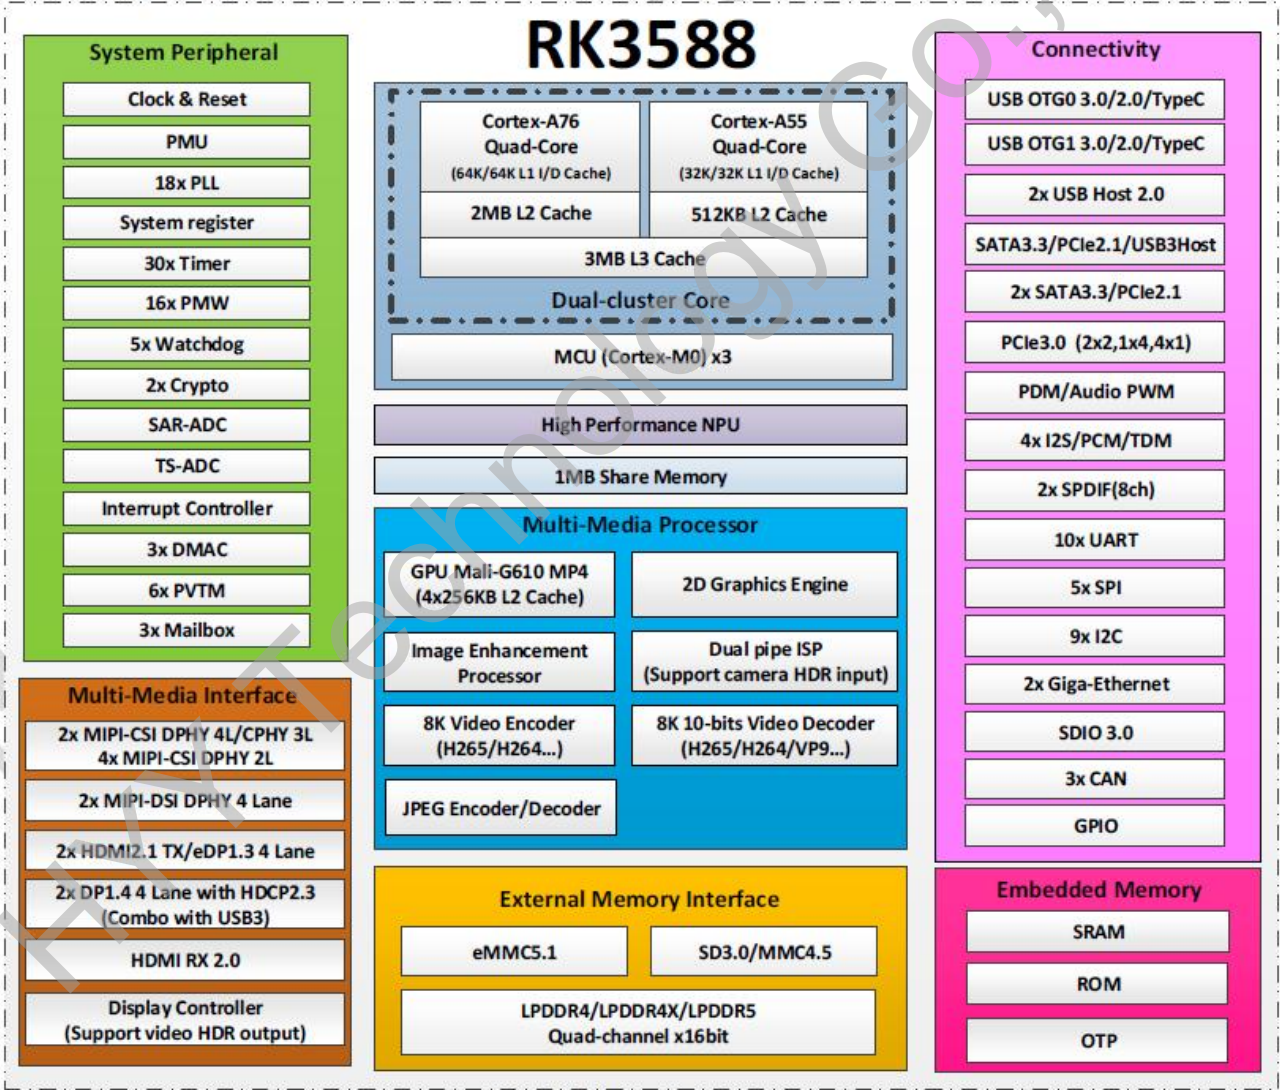 RK3588
System Peripheral
Clock & Reset
PMU
18x PLL
System register
30x Timer
16x PMW
5x Watchdog
2x Crypto
SAR-ADC
TS-ADC
Interrupt Controller
3x DMAC
6x PVTM
3x Mailbox
Multi-Media Interface
2x MIPI-CSI DPHY 4L/CPHY 3L
4x MIPI-CSI DPHY 2L
2x MIPI-DSI DPHY 4 Lane
2x HDMI2.1 TX/eDP1.3 4 Lane
2x DP1.4 4 Lane with HDCP2.3
(Combo with USB3)
HDMI RX 2.0
Display Controller
(Support video HDR output)
Cortex-A76
Quad-Core
(64K/64K L1 I/D Cache)
2MB L2 Cache
Cortex-A55
Quad-Core
(32K/32K L1 I/D Cache)
512KB L2 Cache
3MB L3 Cache
Dual-cluster Core
MCU (Cortex-M0) x3
High Performance NPU
1MB Share Memory
Multi-Media Processor
GPU Mali-G610 MP4
(4x256KB L2 Cache)
2D Graphics Engine
Image Enhancement
Processor
Dual pipe ISP
(Support camera HDR input)
8K Video Encoder
(H265/H264...)
8K 10-bits Video Decoder
(H265/H264/VP9...)
JPEG Encoder/Decoder
External Memory Interface
eMMC5.1
SD3.0/MMC4.5
LPDDR4/LPDDR4X/LPDDR5
Quad-channel x16bit
Connectivity
USB OTG0 3.0/2.0/TypeC
USB OTG1 3.0/2.0/TypeC
2x USB Host 2.0
SATA3.3/PCIe2.1/USB3Host
2x SATA3.3/PCIe2.1
PCIe3.0 (2x2,1x4,4x1)
PDM/Audio PWM
4x I2S/PCM/TDM
2x SPDIF(8ch)
10x UART
5x SPI
9x I2C
2x Giga-Ethernet
SDIO 3.0
3x CAN
GPIO
Embedded Memory
SRAM
ROM
OTP
HYY Technology Go.,